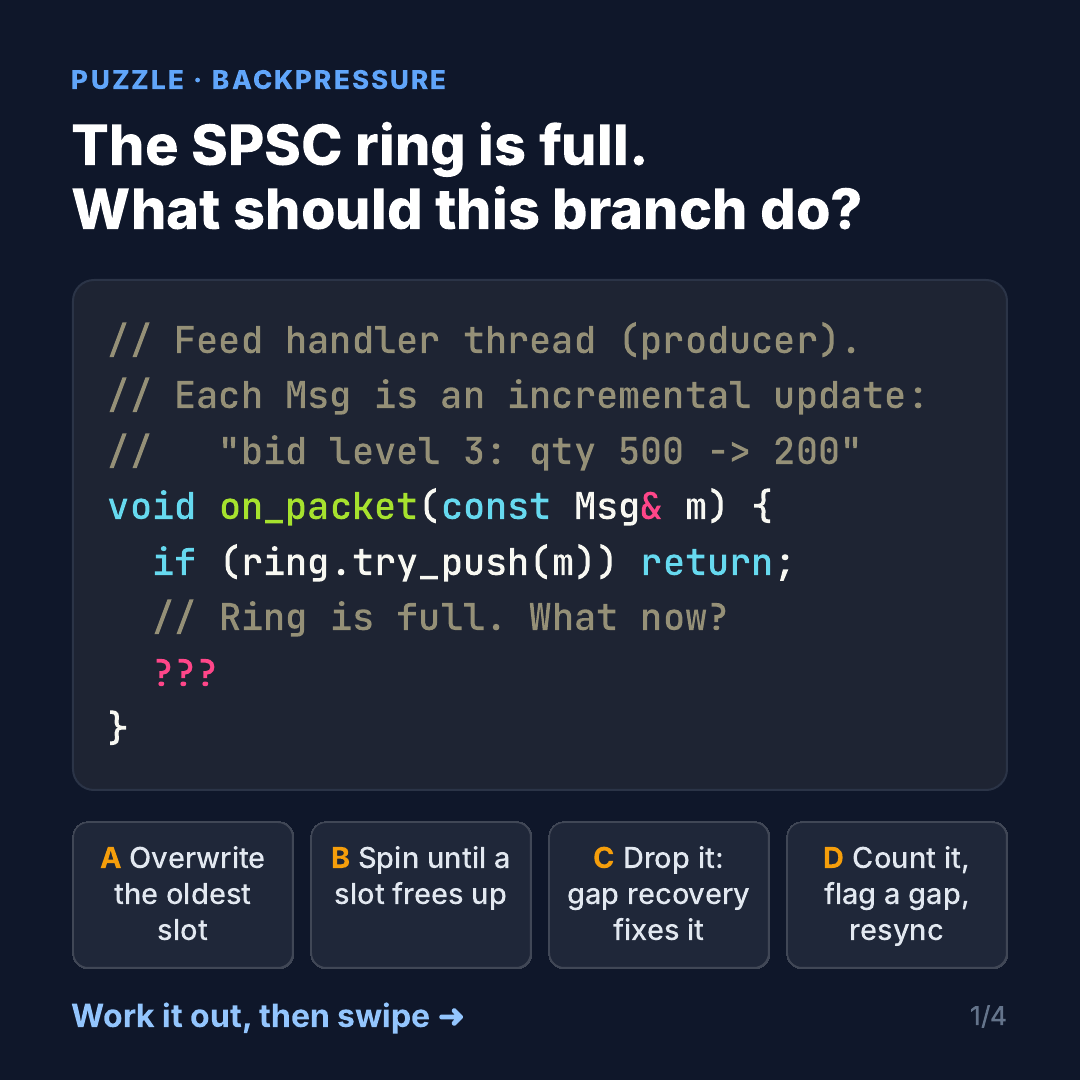 PUZZLE · BACKPRESSURE
The SPSC ring is full.
What should this branch do?
// Feed handler thread (producer).
// Each Msg is an incremental update:
//   "bid level 3: qty 500 -> 200"
void on_packet(const Msg& m) {
  if (ring.try_push(m)) return;
  // Ring is full. What now?
  ???
}
A Overwrite
the oldest
slot
B Spin until a
slot frees up
C Drop it:
gap recovery
fixes it
D Count it,
flag a gap,
resync
Work it out, then swipe ➜
1/4